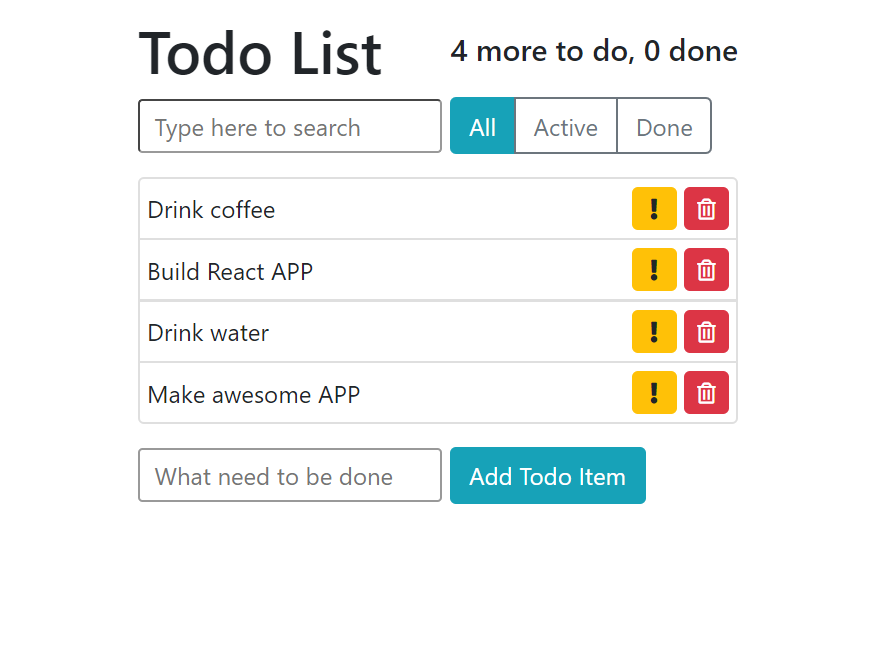 Todo List
4 more to do, 0 done
Type here to search
All
Active
Done
Drink coffee
Build React APP
Drink water
Make awesome APP
What need to be done
Add Todo Item